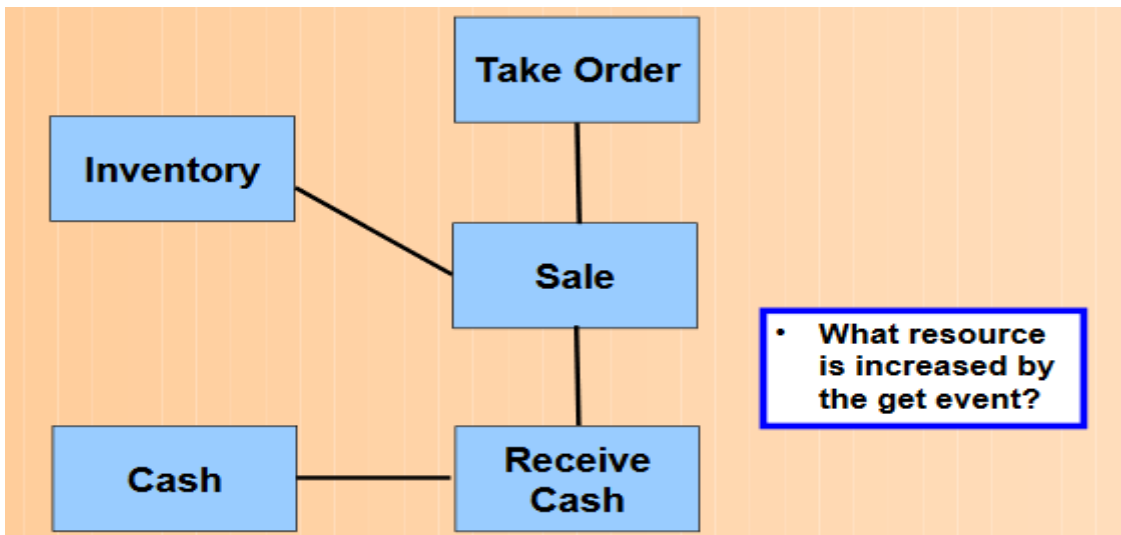 Take Order
Inventory
Sale
• What resource
is increased by
the get event?
Cash
Receive
Cash